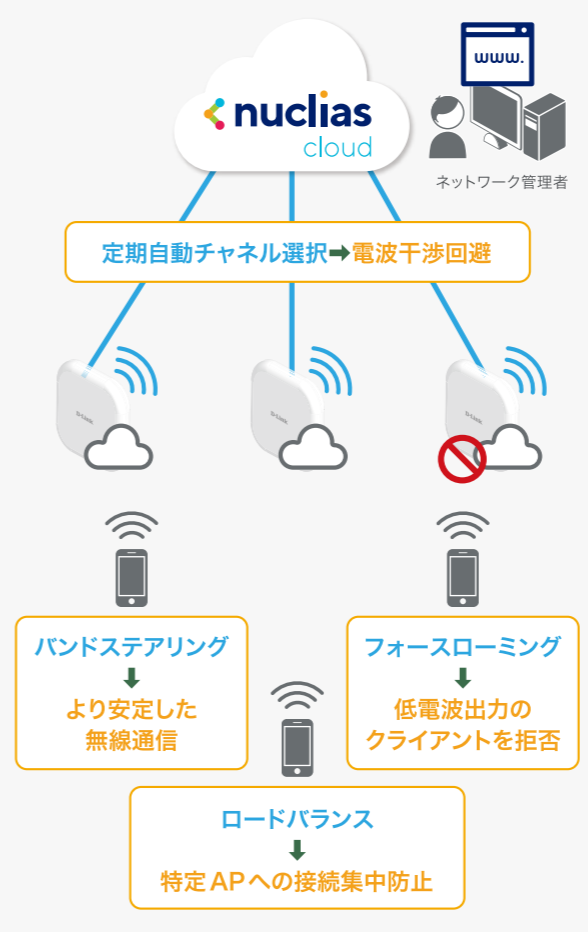 www.
nuclias
cloud
ネットワーク管理者
定期自動チャネル選択➡電波干渉回避
D-Link
D-Link
D-Link
バンドステアリング
⬇
より安定した
無線通信
フォースローミング
⬇
低電波出力の
クライアントを拒否
ロードバランス
⬇
特定APへの接続集中防止